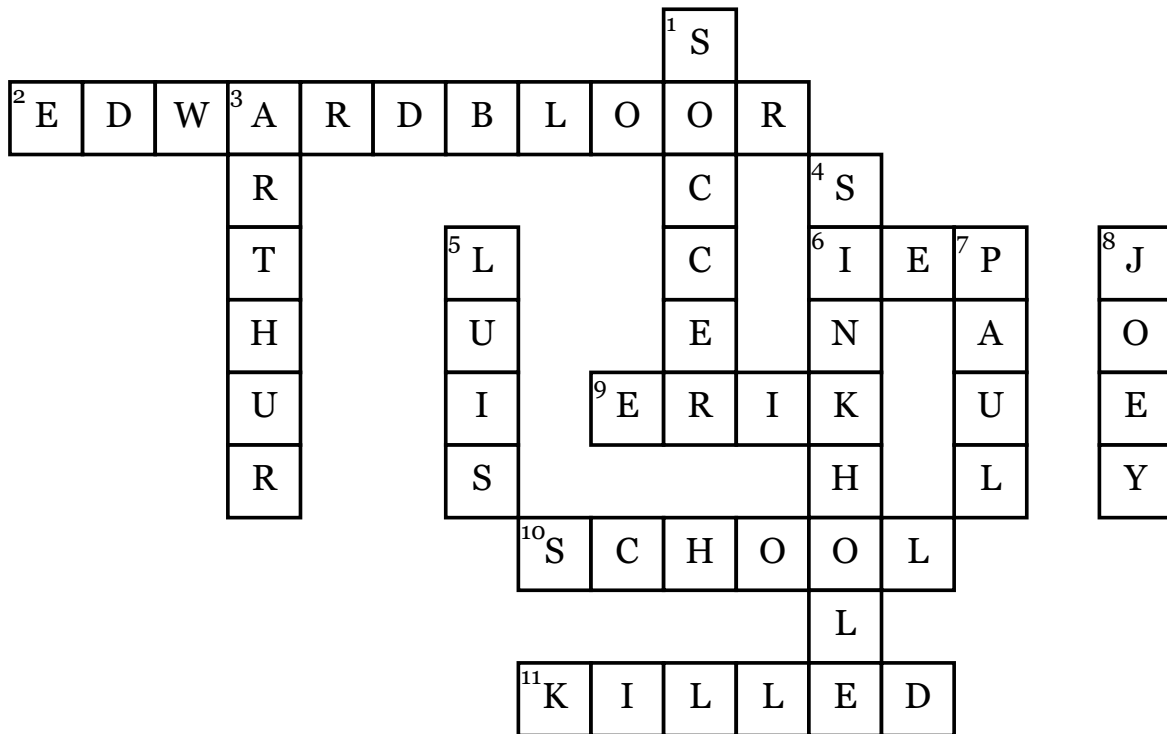 1 S
2 E D W 3 A R D B L O O R
R C 4 S
T 5 L C 6 I E 7 P 8 J
H U E N A O
U I 9 E R I K U E
R S H L Y
10 S C H O O L
L
11 K I L L E D